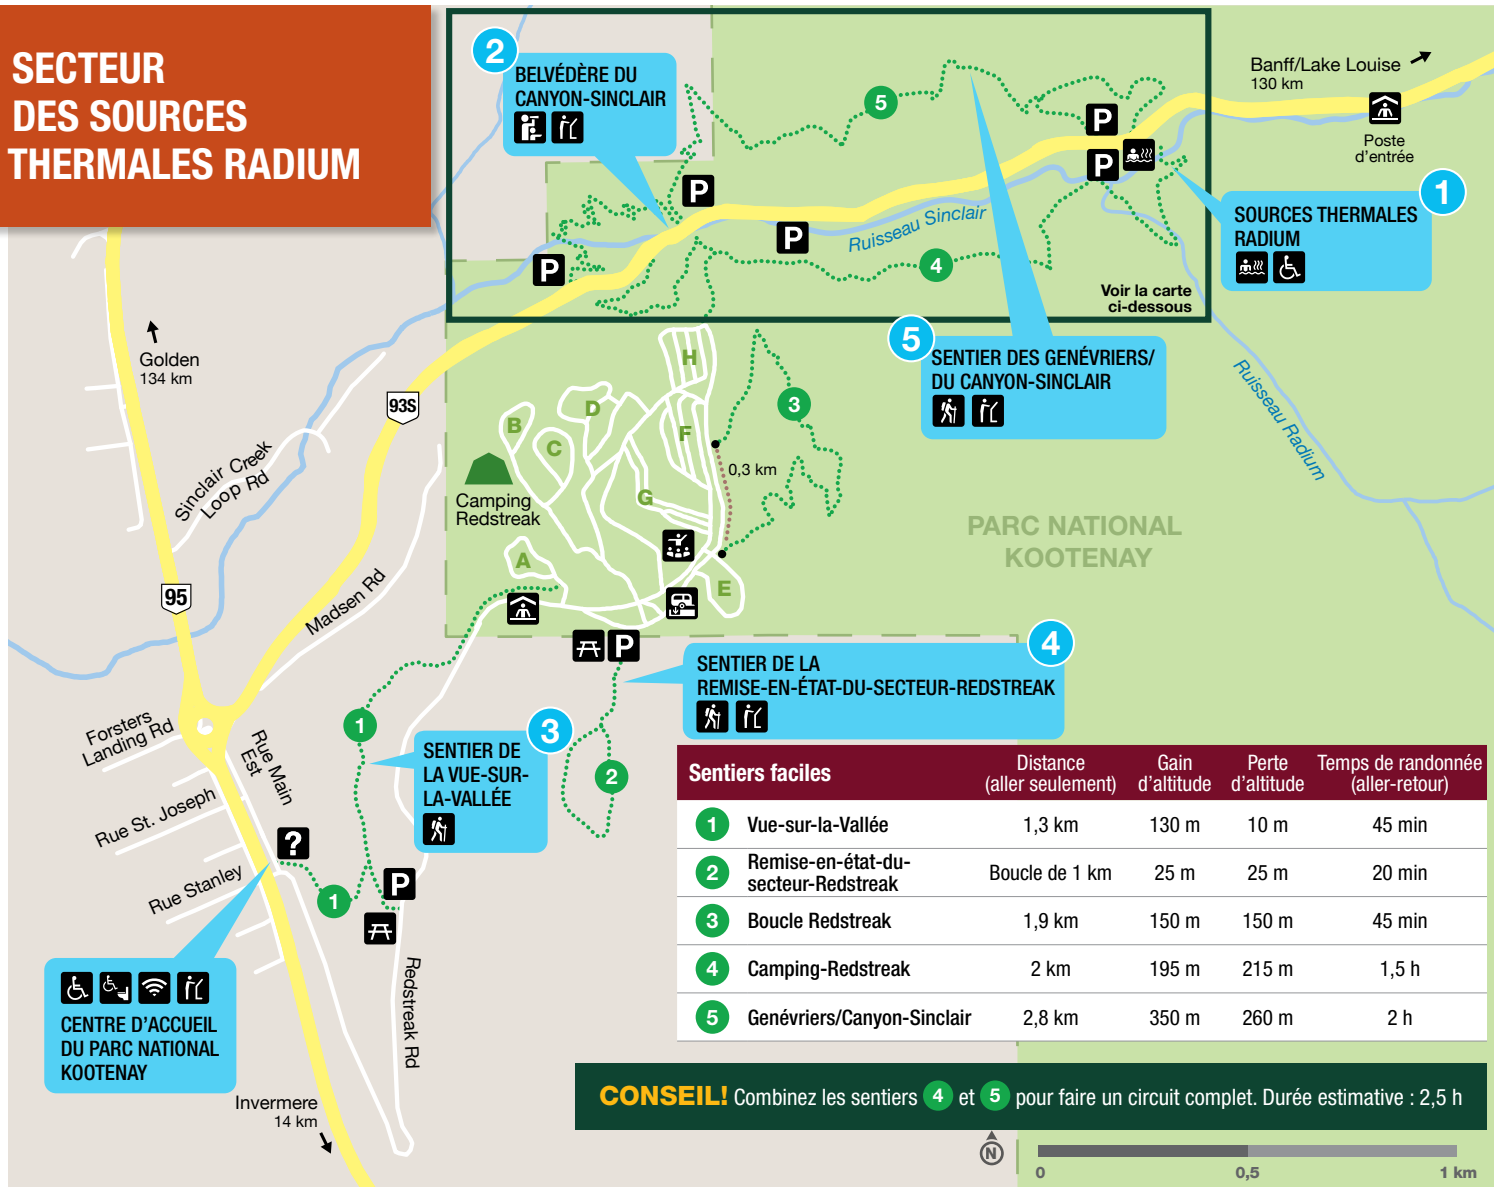 SECTEUR
DES SOURCES
THERMALES RADIUM
2
BELVÉDÈRE DU
CANYON-SINCLAIR
5
P
P
P
P
P
Banff/Lake Louise
130 km
Poste
d'entrée
1
SOURCES THERMALES
RADIUM
Ruisseau Sinclair
4
Voir la carte
ci-dessous
5
SENTIER DES GENÉVRIERS/
DU CANYON-SINCLAIR
Ruisseau Radium
Golden
134 km
93S
Sinclair Creek
Loop Rd
95
Madsen Rd
H
D
B
C
F
G
A
E
3
0,3 km
Camping
Redstreak
PARC NATIONAL
KOOTENAY
P
4
SENTIER DE LA
REMISE-EN-ÉTAT-DU-SECTEUR-REDSTREAK
Forsters
Landing Rd
Rue Main
Est
1
3
SENTIER DE
LA VUE-SUR-
LA-VALLÉE
2
Rue St. Joseph
?
Rue Stanley
1
P
Redstreak Rd
CENTRE D'ACCUEIL
DU PARC NATIONAL
KOOTENAY
Invermere
14 km
Sentiers faciles Distance (aller seulement) Gain d'altitude Perte d'altitude Temps de randonnée (aller-retour)
1 Vue-sur-la-Vallée 1,3 km 130 m 10 m 45 min
2 Remise-en-état-du-
secteur-Redstreak Boucle de 1 km 25 m 25 m 20 min
3 Boucle Redstreak 1,9 km 150 m 150 m 45 min
4 Camping-Redstreak 2 km 195 m 215 m 1,5 h
5 Genévriers/Canyon-Sinclair 2,8 km 350 m 260 m 2 h
CONSEIL! Combinez les sentiers 4 et 5 pour faire un circuit complet. Durée estimative : 2,5 h
N
0 0,5 1 km